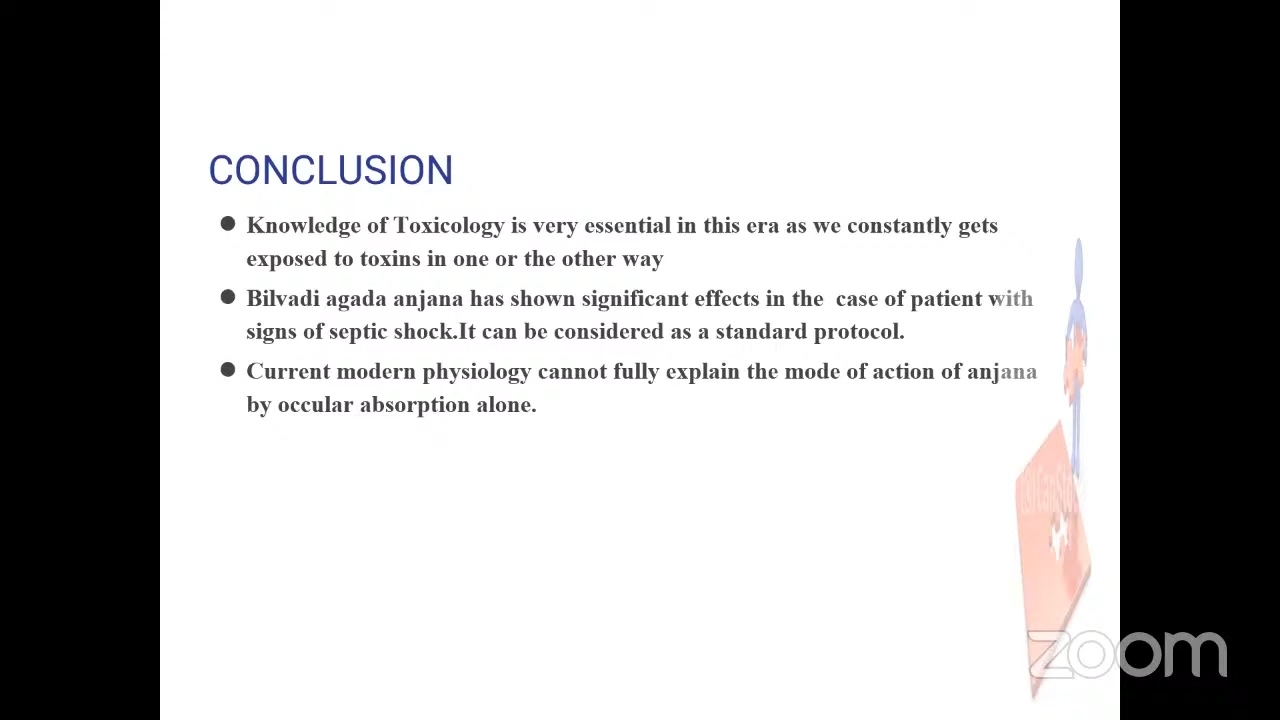 CONCLUSION
Knowledge of Toxicology is very essential in this era as we constantly gets
exposed to toxins in one or the other way
Bilvadi agada anjana has shown significant effects in the case of patient with
signs of septic shock.It can be considered as a standard protocol.
Current modern physiology cannot fully explain the mode of action of anjana
by occular absorption alone.
zoom